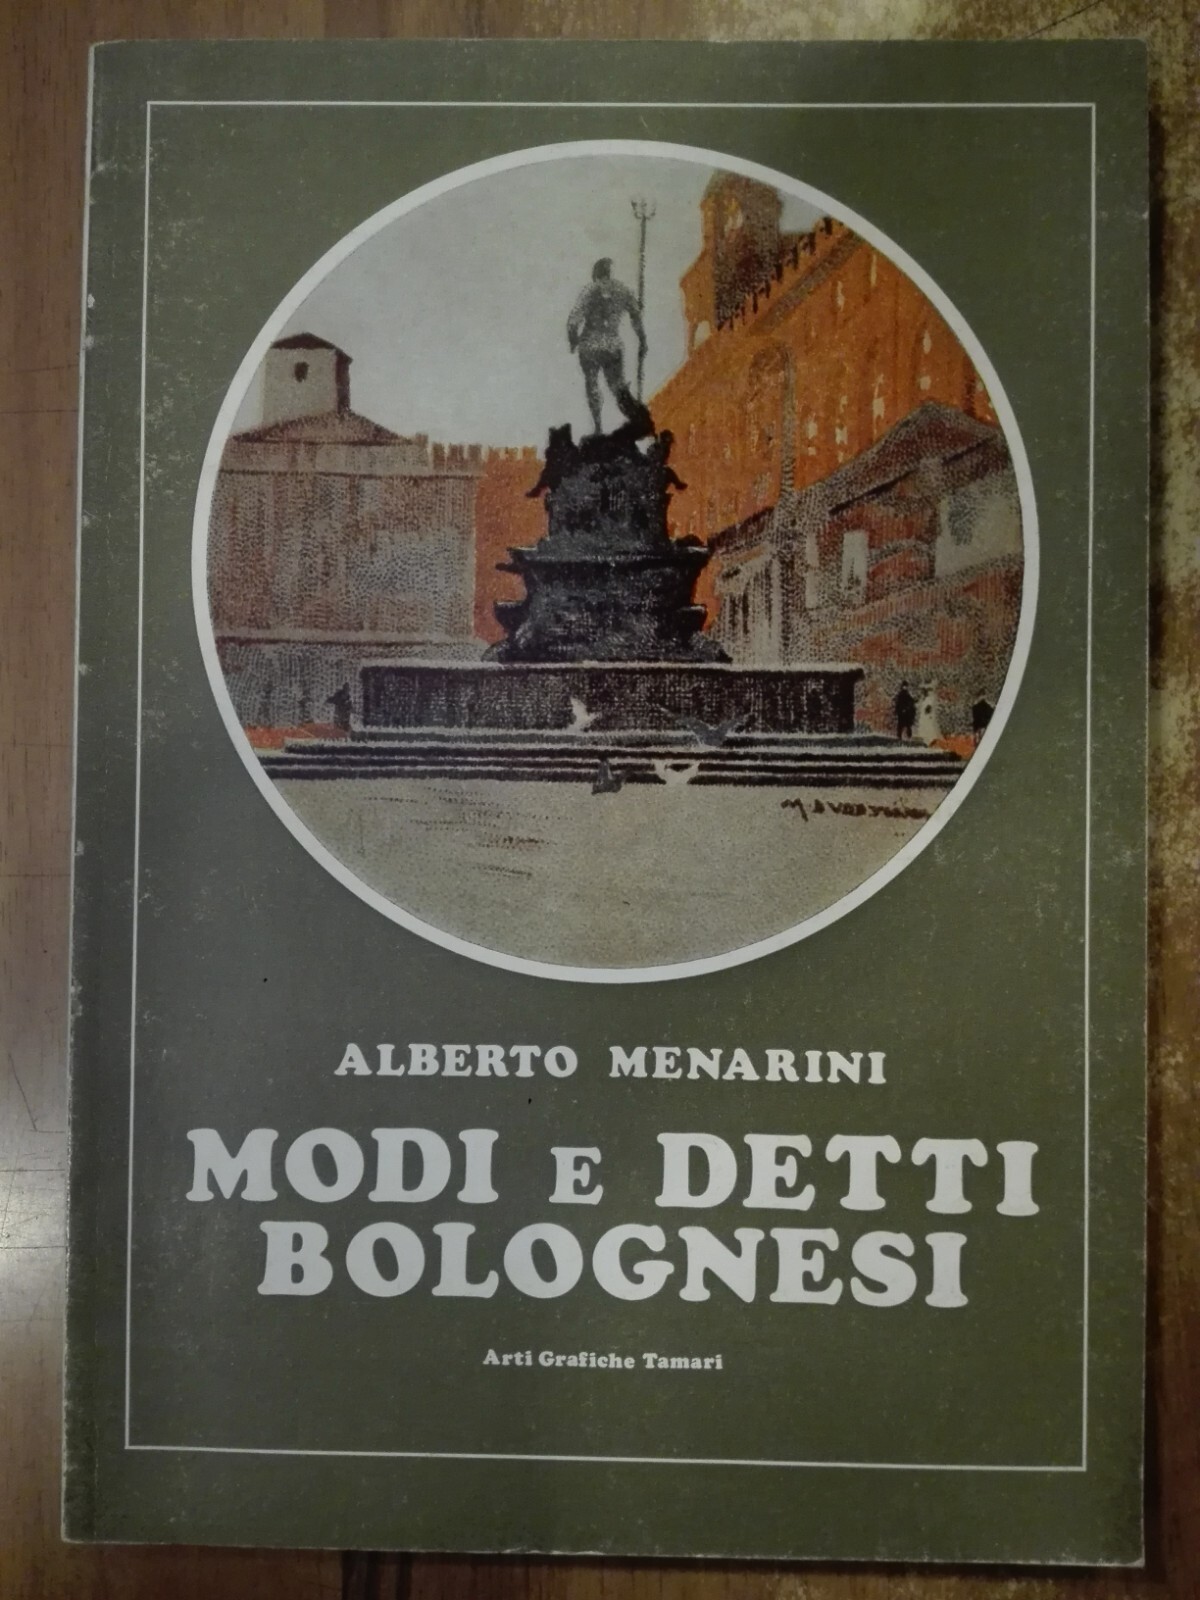 ALBERTO MENARINI
MODI E DETTI
BOLOGNESI
Arti Grafiche Tamari